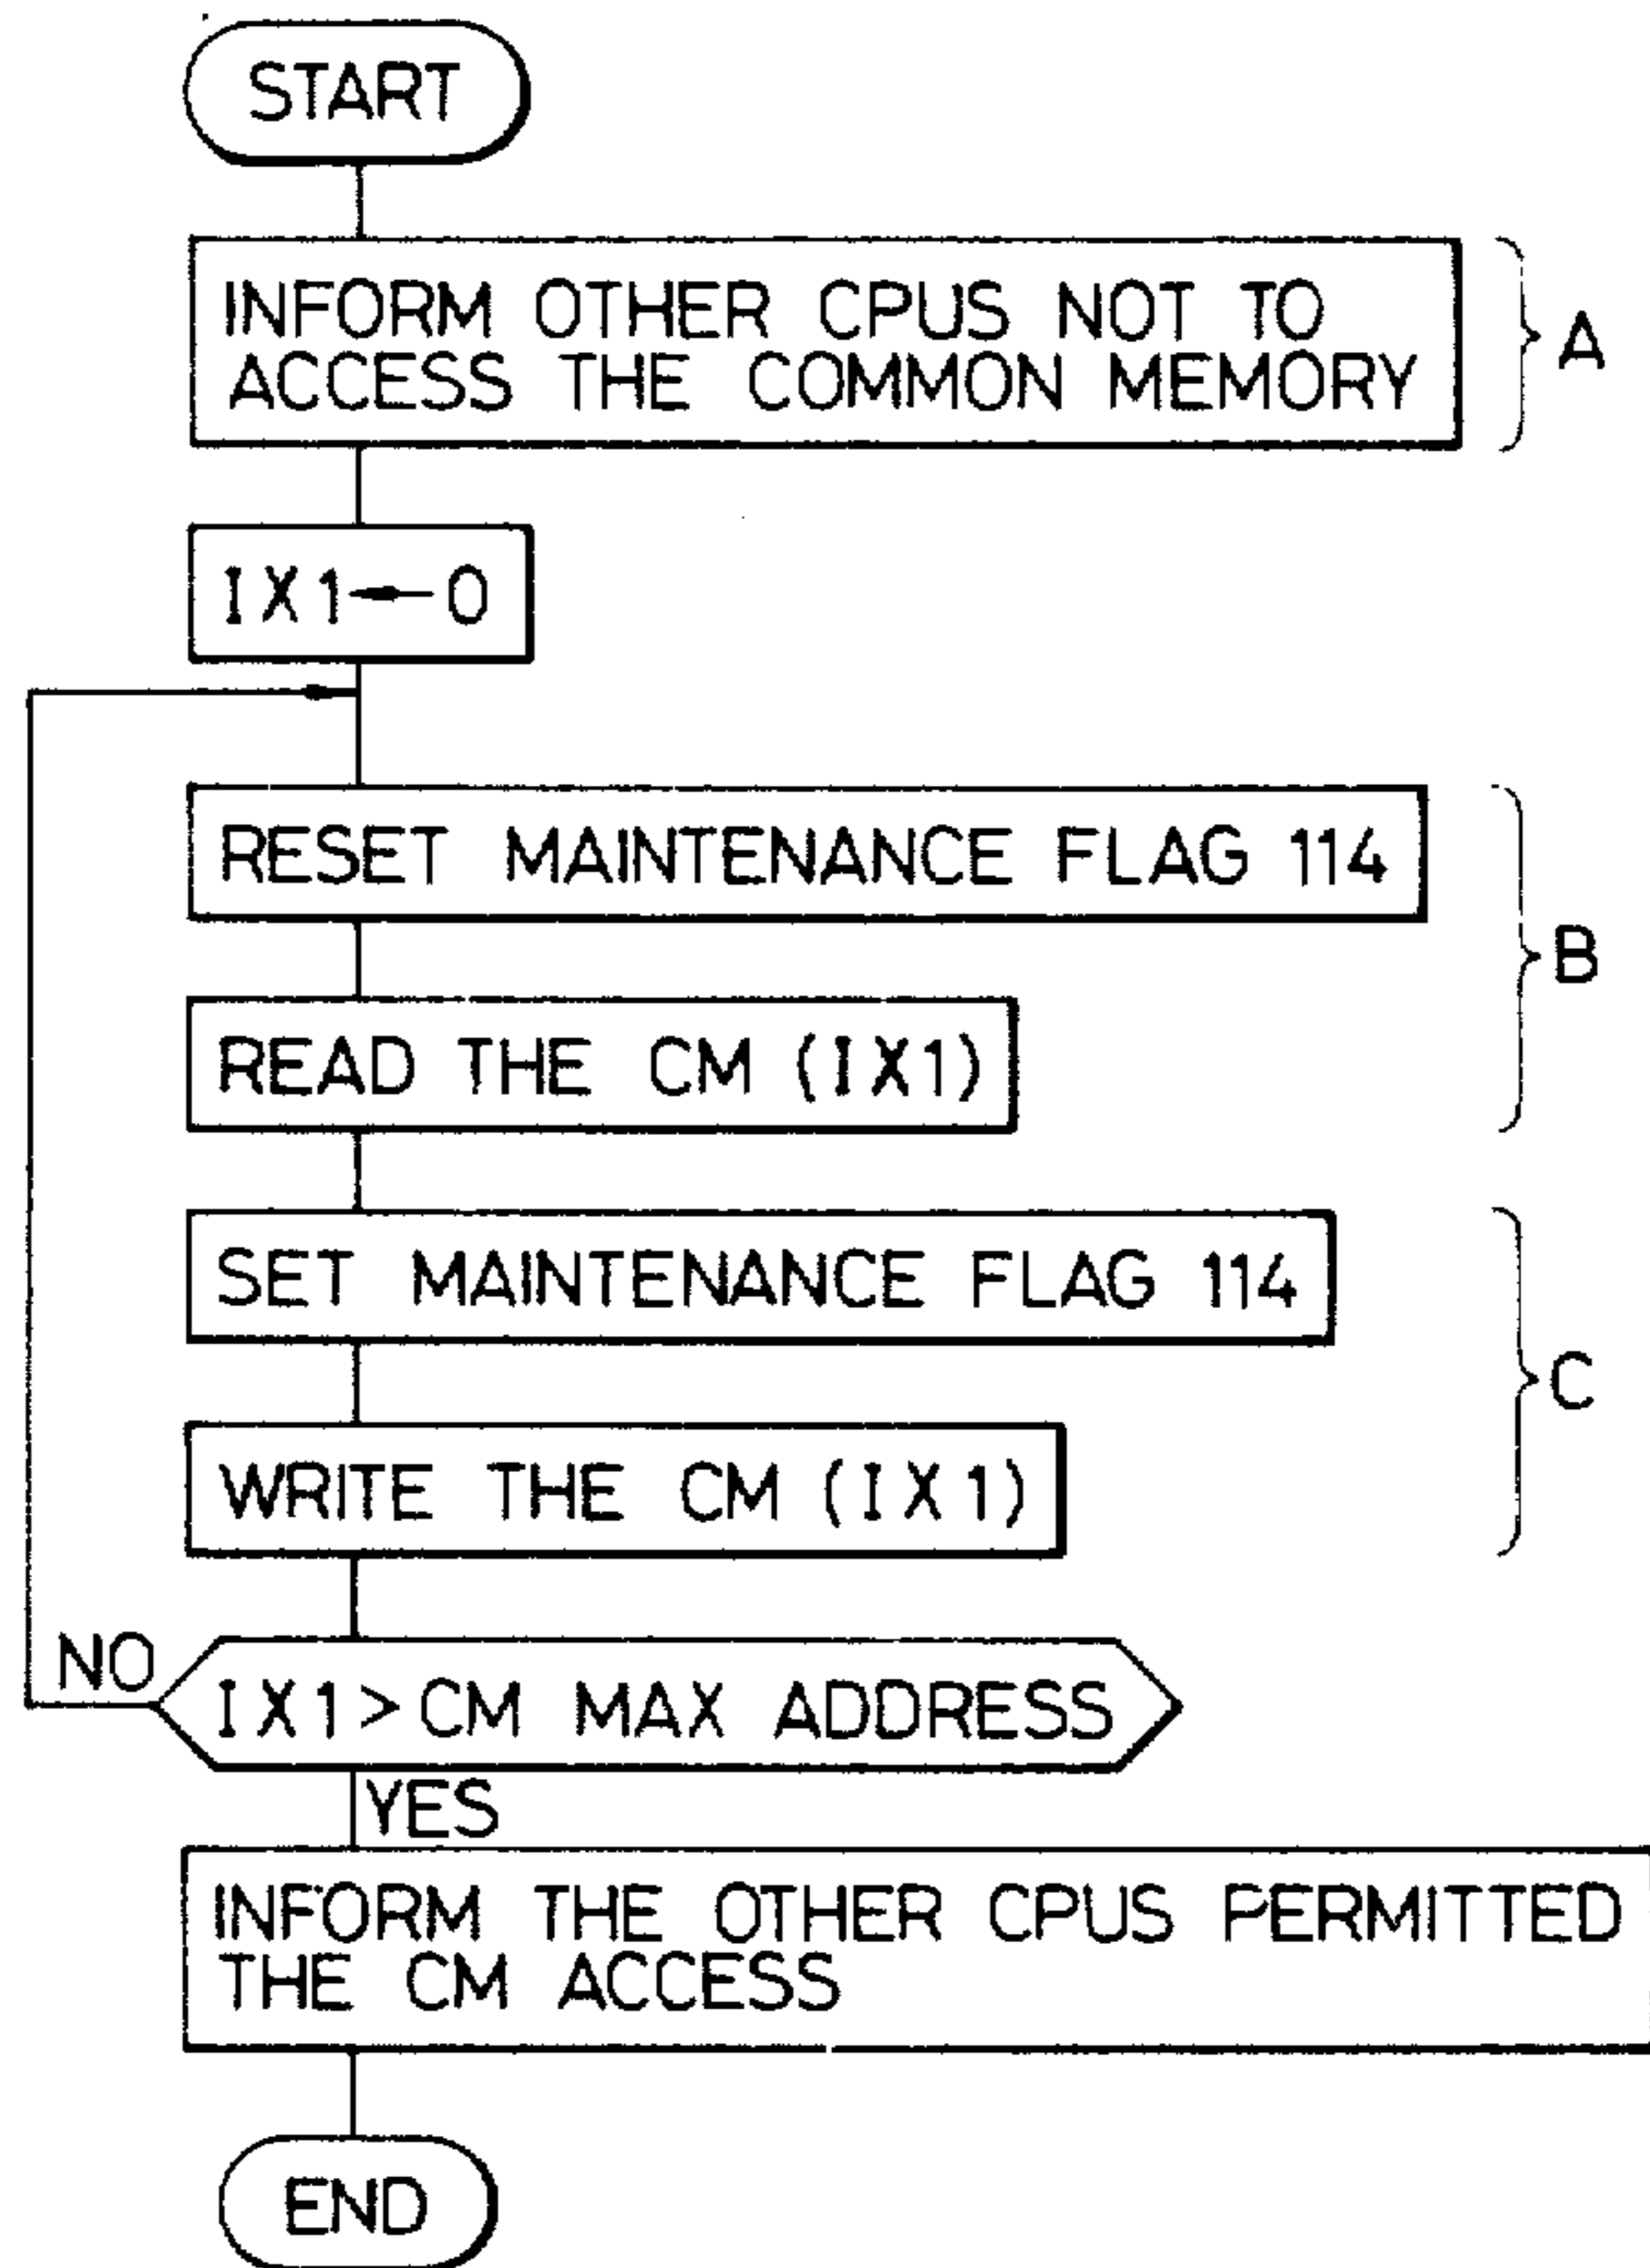 START
INFORM OTHER CPUS NOT TO
ACCESS THE COMMON MEMORY
A
IX1←0
RESET MAINTENANCE FLAG 114
READ THE CM (IX1)
B
SET MAINTENANCE FLAG 114
WRITE THE CM (IX1)
C
NO
IX1>CM MAX ADDRESS
YES
INFORM THE OTHER CPUS PERMITTED
THE CM ACCESS
END